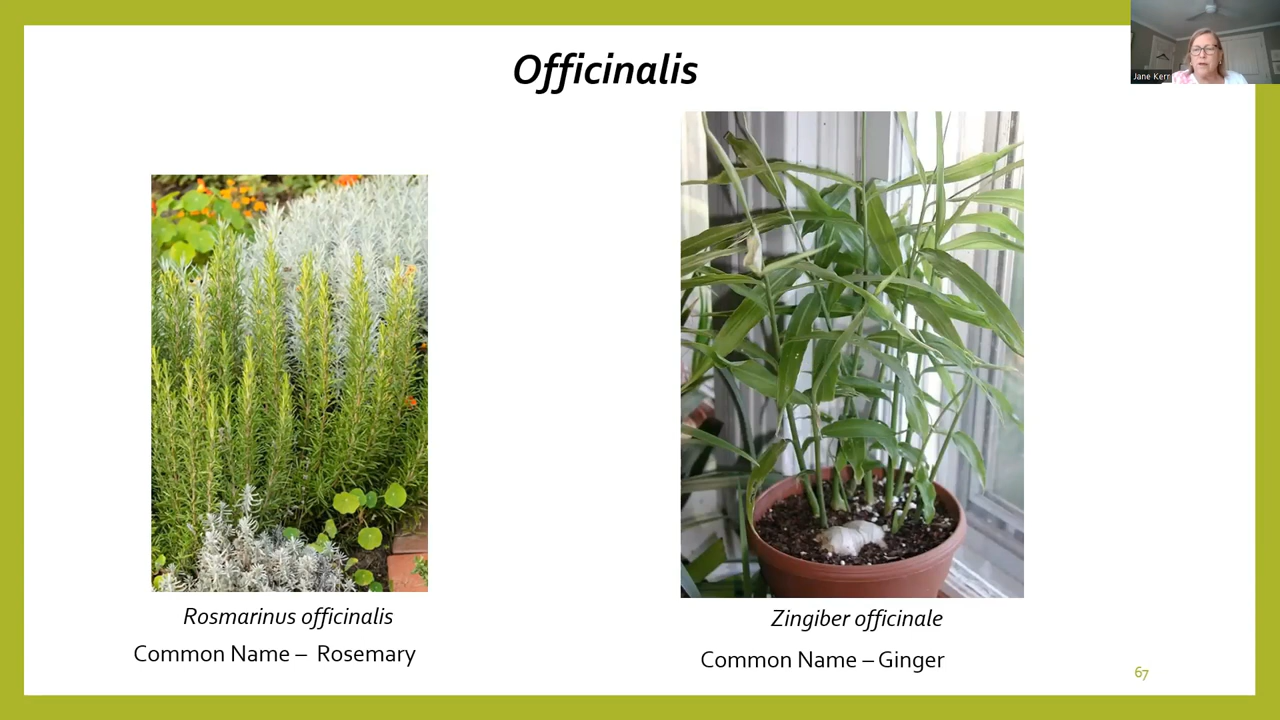 Officinalis
Jane Kerr
Rosmarinus officinalis
Common Name – Rosemary
Zingiber officinale
Common Name – Ginger
67